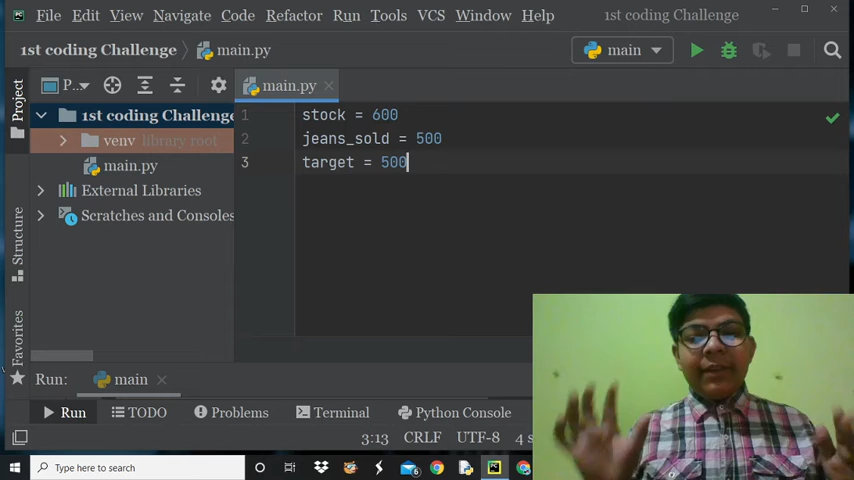 File Edit View Navigate Code Refactor Run Tools VCS Window Help 1st coding Challenge
1st coding Challenge main.py main
Project P... main.py
1st coding Challenge
venv library root
main.py
External Libraries
Scratches and Consoles
1 stock = 600
2 jeans_sold = 500
3 target = 500
Structure
Favorites
Run: main
Run TODO Problems Terminal Python Console
3:13 CRLF UTF-8 4 s
Type here to search 6